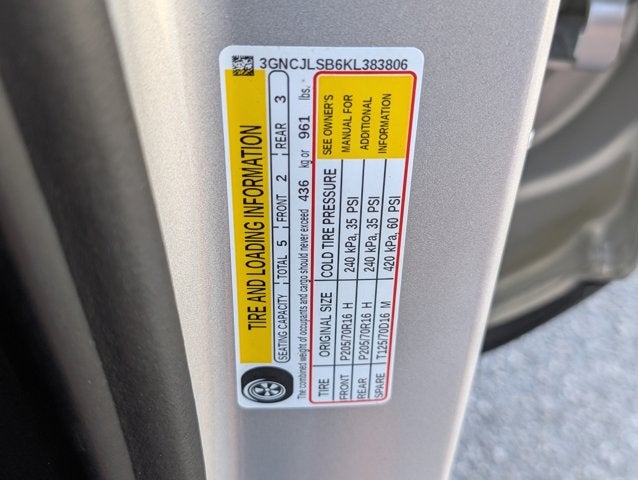 3GNCJLSB6KL383806
TIRE AND LOADING INFORMATION
SEATING CAPACITY TOTAL 5 FRONT 2 REAR 3
The combined weight of occupants and cargo should never exceed 436 kg or 961 lbs.
TIRE ORIGINAL SIZE COLD TIRE PRESSURE SEE OWNER'S
FRONT P205/70R16 H 240 kPa, 35 PSI MANUAL FOR
REAR P205/70R16 H 240 kPa, 35 PSI ADDITIONAL
SPARE T125/70D16 M 420 kPa, 60 PSI INFORMATION